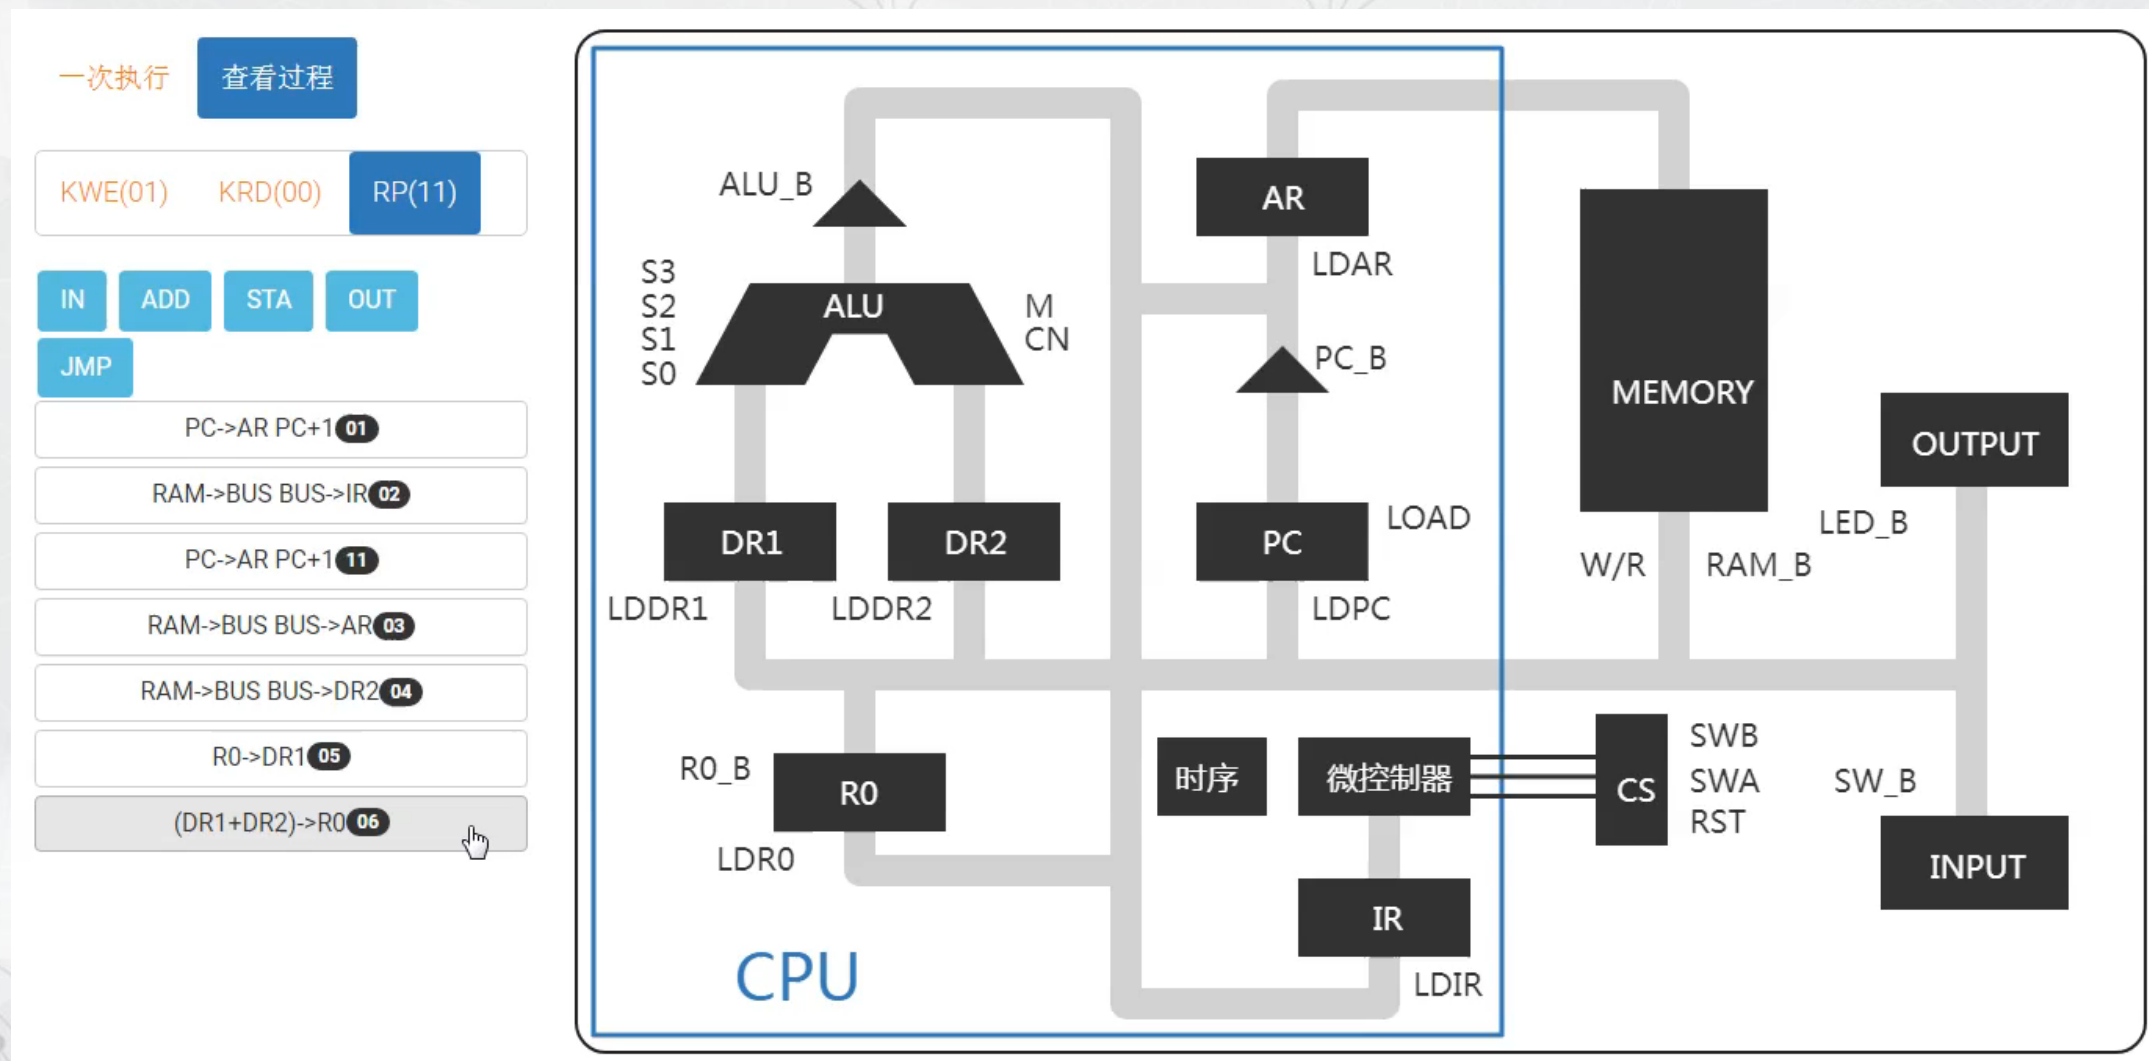 一次执行 查看过程
KWE(01) KRD(00) RP(11)
IN ADD STA OUT
JMP
PC->AR PC+1 01
RAM->BUS BUS->IR 02
PC->AR PC+1 11
RAM->BUS BUS->AR 03
RAM->BUS BUS->DR2 04
R0->DR1 05
(DR1+DR2)->R0 06
ALU_B
S3
S2
S1
S0
ALU
M
CN
AR
LDAR
PC_B
DR1
LDDR1
DR2
LDDR2
PC
LOAD
LDPC
MEMORY
W/R
RAM_B
OUTPUT
LED_B
R0_B
R0
LDR0
时序
微控制器
CS
SWB
SWA
RST
SW_B
INPUT
IR
LDIR
CPU